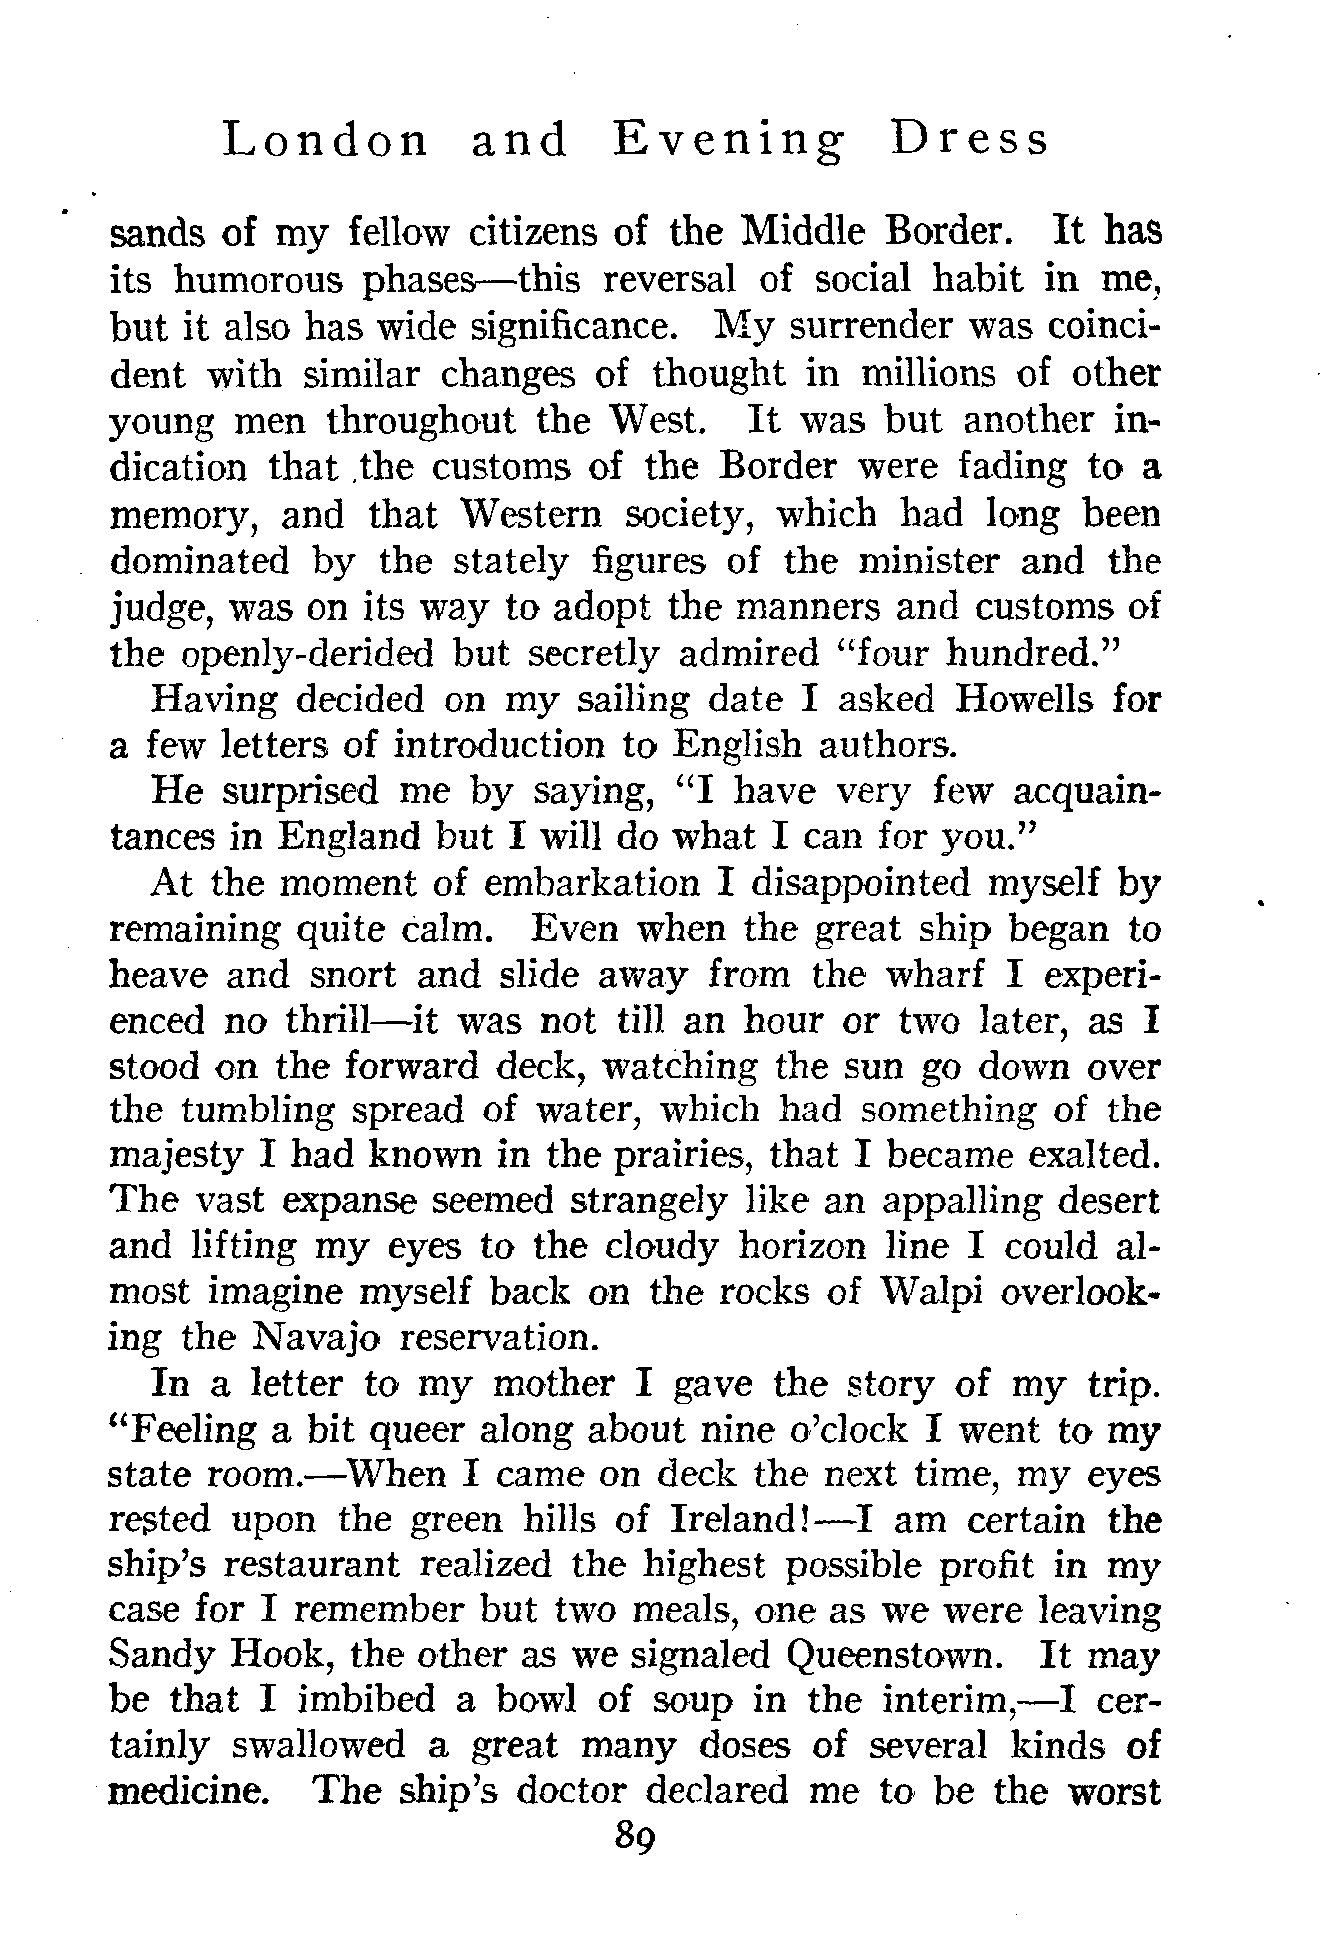 London and Evening Dress
sands of my fellow citizens of the Middle Border. It has
its humorous phases—this reversal of social habit in me,
but it also has wide significance. My surrender was coinci-
dent with similar changes of thought in millions of other
young men throughout the West. It was but another in-
dication that the customs of the Border were fading to a
memory, and that Western society, which had long been
dominated by the stately figures of the minister and the
judge, was on its way to adopt the manners and customs of
the openly-derided but secretly admired “four hundred.”
Having decided on my sailing date I asked Howells for
a few letters of introduction to English authors.
He surprised me by saying, “I have very few acquain-
tances in England but I will do what I can for you.”
At the moment of embarkation I disappointed myself by
remaining quite calm. Even when the great ship began to
heave and snort and slide away from the wharf I experi-
enced no thrill—it was not till an hour or two later, as I
stood on the forward deck, watching the sun go down over
the tumbling spread of water, which had something of the
majesty I had known in the prairies, that I became exalted.
The vast expanse seemed strangely like an appalling desert
and lifting my eyes to the cloudy horizon line I could al-
most imagine myself back on the rocks of Walpi overlook-
ing the Navajo reservation.
In a letter to my mother I gave the story of my trip.
“Feeling a bit queer along about nine o’clock I went to my
state room.—When I came on deck the next time, my eyes
rested upon the green hills of Ireland!—I am certain the
ship’s restaurant realized the highest possible profit in my
case for I remember but two meals, one as we were leaving
Sandy Hook, the other as we signaled Queenstown. It may
be that I imbibed a bowl of soup in the interim,—I cer-
tainly swallowed a great many doses of several kinds of
medicine. The ship’s doctor declared me to be the worst
89